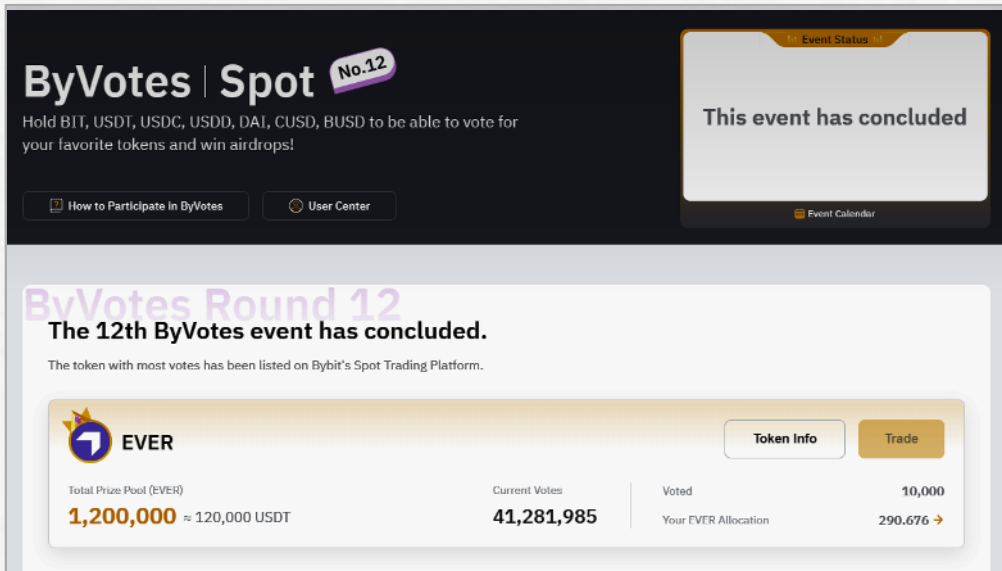 ByVotes | Spot No.12
Hold BIT, USDT, USDC, USDD, DAI, CUSD, BUSD to be able to vote for
your favorite tokens and win airdrops!
How to Participate in ByVotes
User Center
Event Status
This event has concluded
Event Calendar
ByVotes Round 12
The 12th ByVotes event has concluded.
The token with most votes has been listed on Bybit's Spot Trading Platform.
EVER
Token Info
Trade
Total Prize Pool (EVER)
1,200,000 ≈ 120,000 USDT
Current Votes
41,281,985
Voted 10,000
Your EVER Allocation 290.676 →